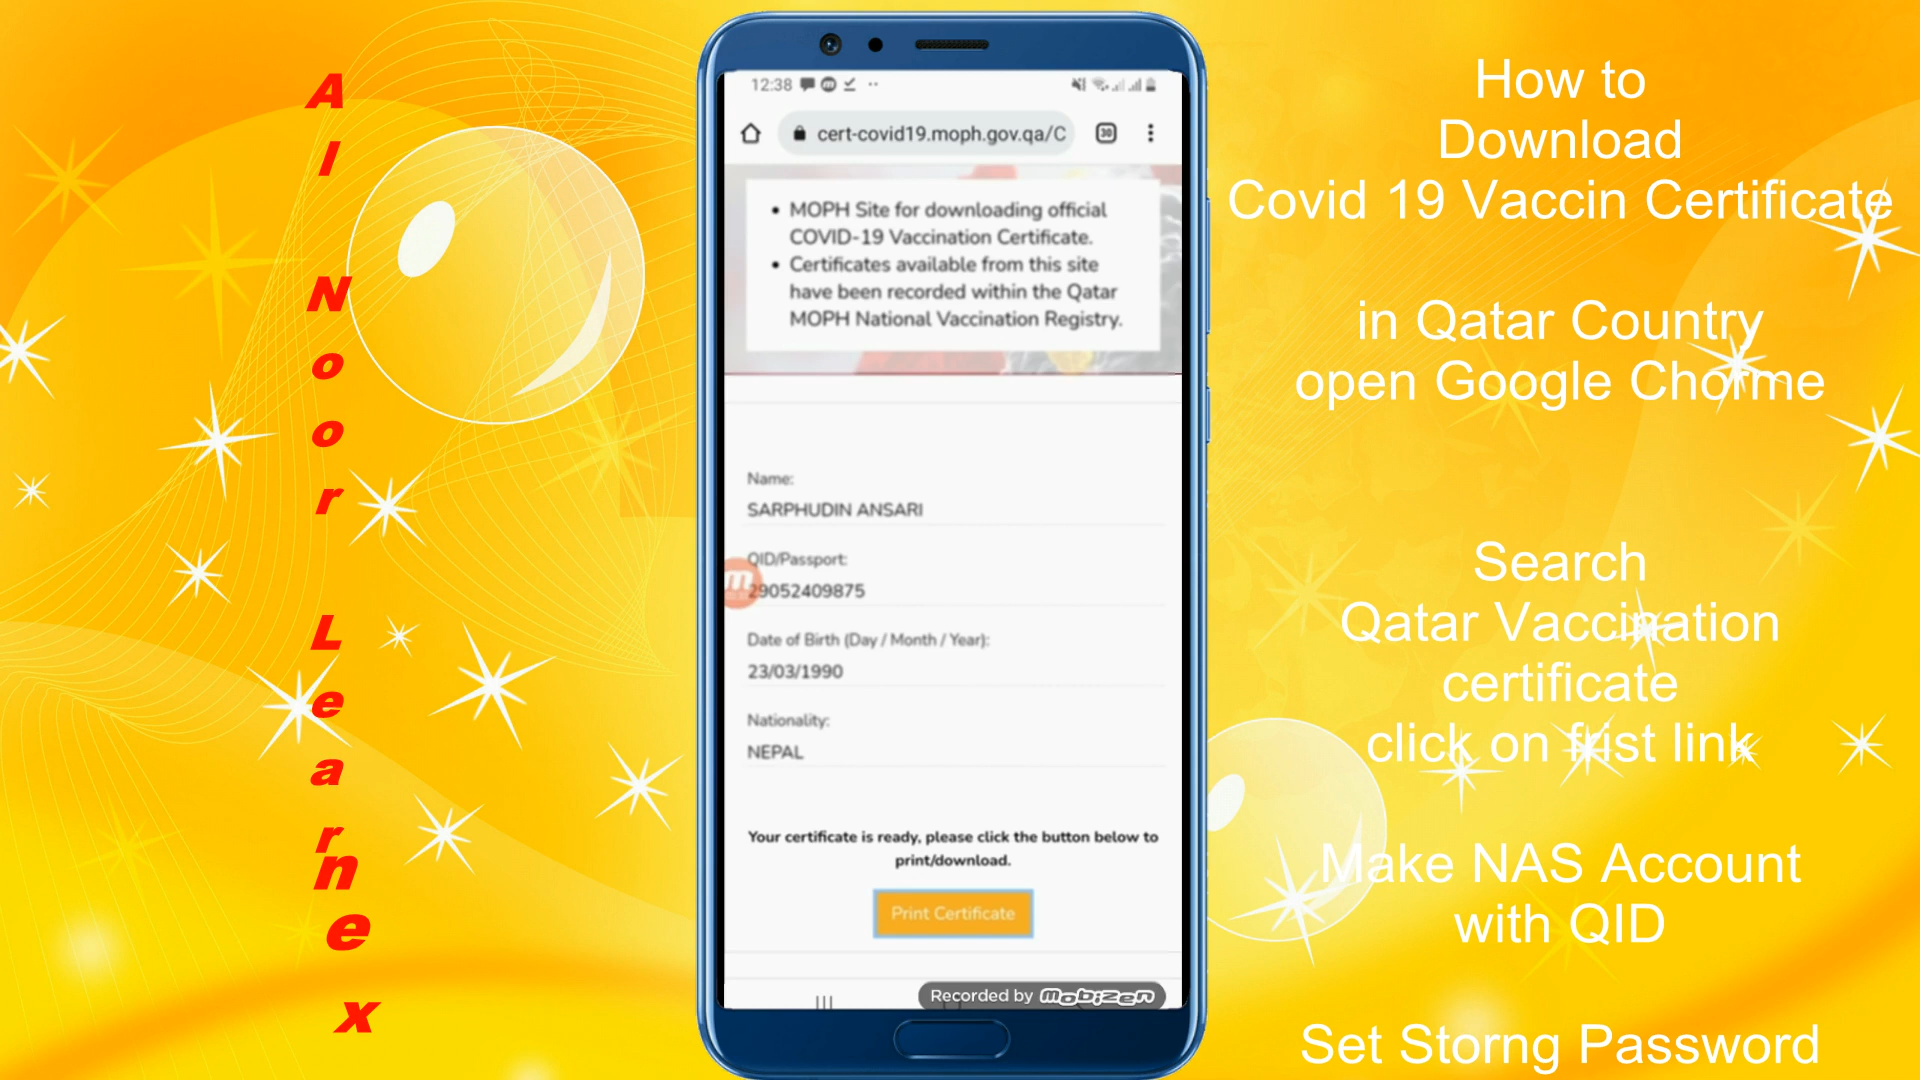 Al Noor Learnex
12:38
cert-covid19.moph.gov.qa/C
30
• MOPH Site for downloading official
COVID-19 Vaccination Certificate.
• Certificates available from this site
have been recorded within the Qatar
MOPH National Vaccination Registry.
Name:
SARPHUDIN ANSARI
QID/Passport:
29052409875
Date of Birth (Day / Month / Year):
23/03/1990
Nationality:
NEPAL
Your certificate is ready, please click the button below to
print/download.
Print Certificate
Recorded by mobizen
How to
Download
Covid 19 Vaccin Certificate
in Qatar Country
open Google Chorme
Search
Qatar Vaccination
certificate
click on frist link
Make NAS Account
with QID
Set Storng Password